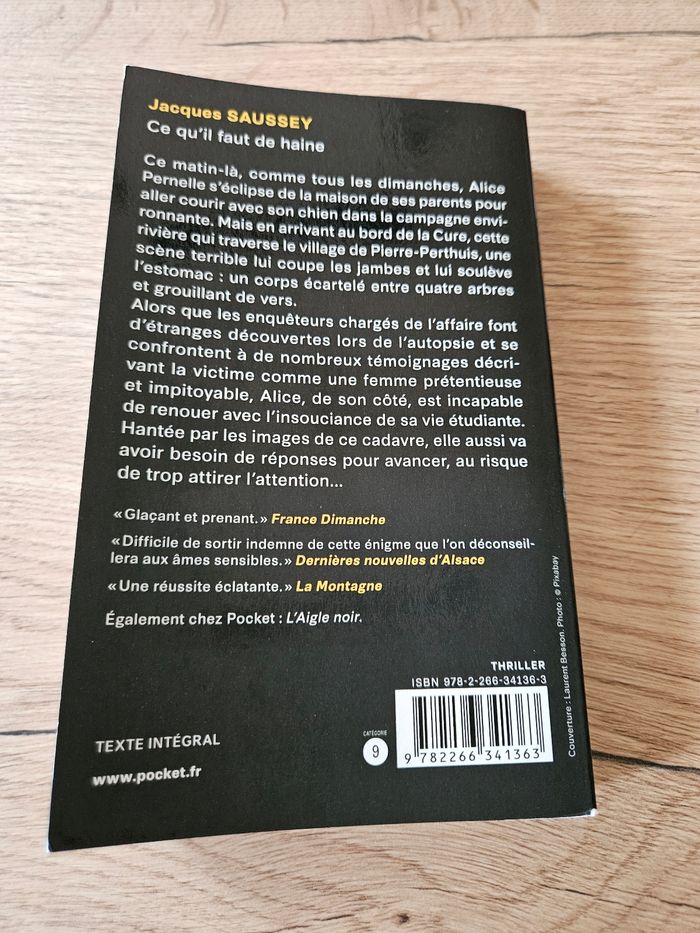 Jacques SAUSSEY
Ce qu'il faut de haine
Ce matin-là, comme tous les dimanches, Alice
Pernelle s'éclipse de la maison de ses parents pour
aller courir avec son chien dans la campagne envi-
ronnante. Mais en arrivant au bord de la Cure, cette
rivière qui traverse le village de Pierre-Perthuis, une
scène terrible lui coupe les jambes et lui soulève
l'estomac : un corps écartelé entre quatre arbres
et grouillant de vers.
Alors que les enquêteurs chargés de l'affaire font
d'étranges découvertes lors de l'autopsie et se
confrontent à de nombreux témoignages décri-
vant la victime comme une femme prétentieuse
et impitoyable, Alice, de son côté, est incapable
de renouer avec l'insouciance de sa vie étudiante.
Hantée par les images de ce cadavre, elle aussi va
avoir besoin de réponses pour avancer, au risque
de trop attirer l'attention...
« Glaçant et prenant. » France Dimanche
« Difficile de sortir indemne de cette énigme que l'on déconseil-
lera aux âmes sensibles. » Dernières nouvelles d'Alsace
« Une réussite éclatante. » La Montagne
Également chez Pocket : L'Aigle noir.
THRILLER
ISBN 978-2-266-34136-3
TEXTE INTÉGRAL
www.pocket.fr
CATÉGORIE
9
9 782266 341363
Couverture : Laurent Besson. Photo : © Pixabay